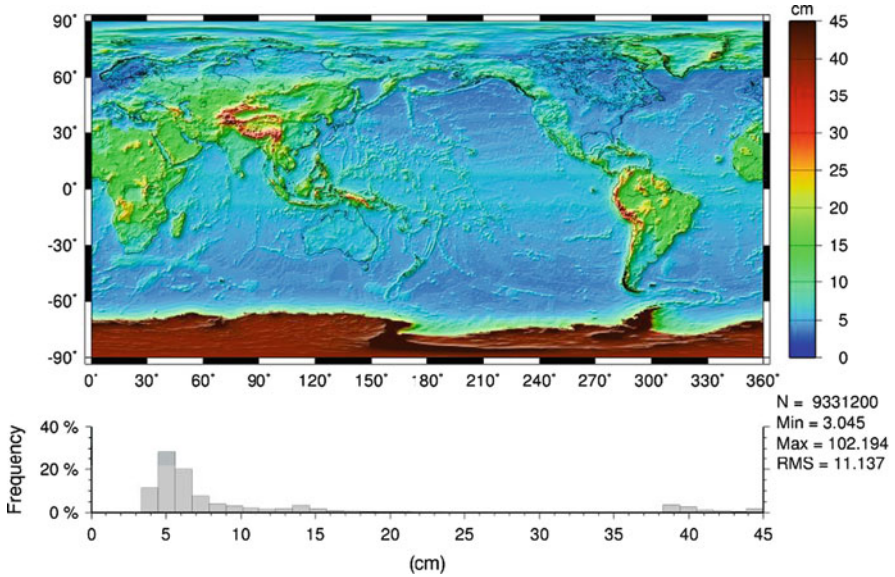 cm
90°
60°
30°
0°
-30°
-60°
-90°
0° 30° 60° 90° 120° 150° 180° 210° 240° 270° 300° 330° 360°
45
40
35
30
25
20
15
10
5
0
N = 9331200
Min = 3.045
Max = 102.194
RMS = 11.137
Frequency
40 %
20 %
0 %
0 5 10 15 20 25 30 35 40 45
(cm)